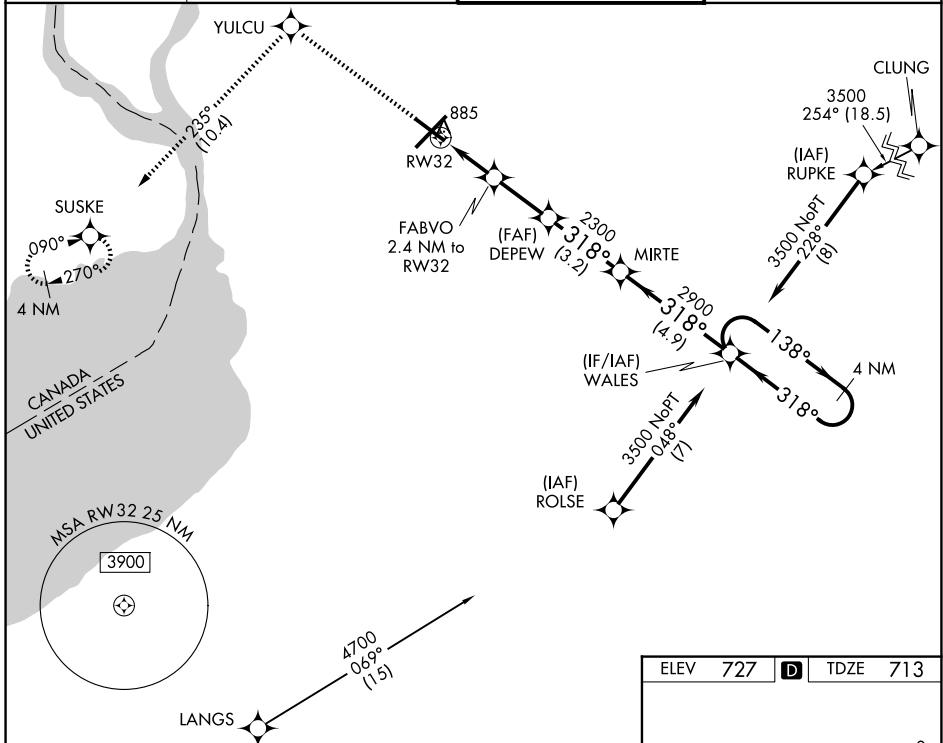 YULCU
235°
(10.4)
885
RW32
CLUNG
3500
254° (18.5)
(IAF)
RUPKE
3500 NoPT
228°
(8)
SUSKE
090°
270°
4 NM
FABVO
2.4 NM to
RW32
(FAF)
DEPEW
2300
318°
(3.2)
MIRTE
2900
318°
(4.9)
(IF/IAF)
WALES
138°
318°
4 NM
CANADA
UNITED STATES
3500 NoPT
048°
(7)
(IAF)
ROLSE
MSA RW32 25 NM
3900
4700
069°
(15)
LANGS
ELEV 727 D TDZE 713